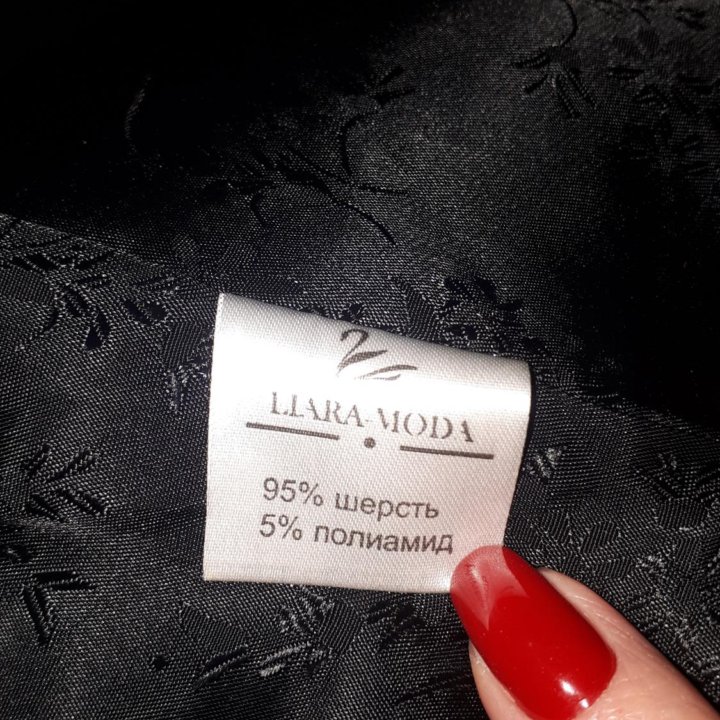 LIARA-MODA
95% шерсть
5% полиамид